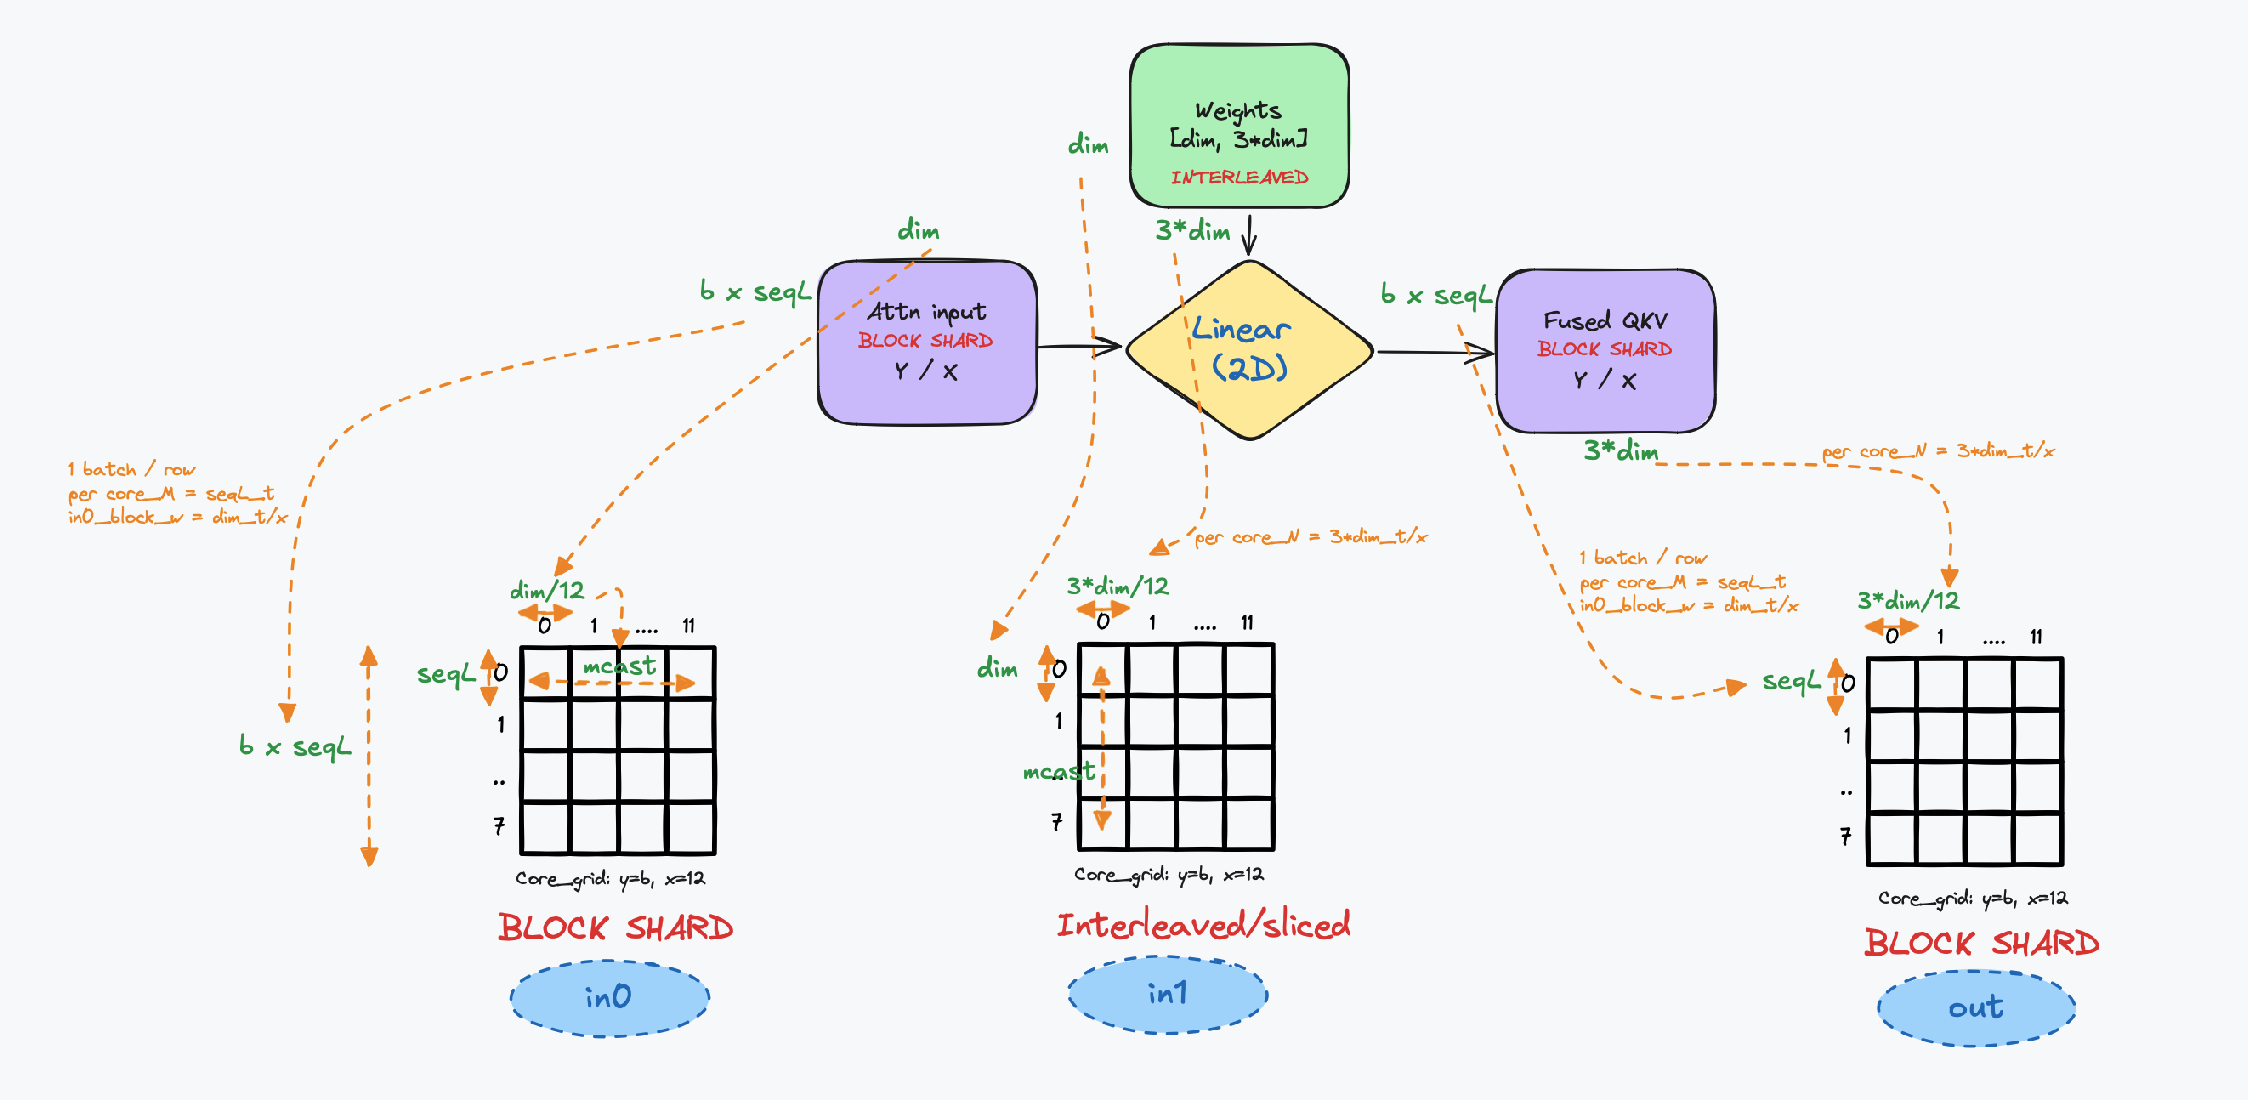 Weights
[dim, 3*dim]
INTERLEAVED
dim
3*dim
dim
b x seqL
Attn input
BLOCK SHARD
Y / X
Linear
(2D)
b x seqL
Fused QKV
BLOCK SHARD
Y / X
3*dim
per core_N = 3*dim_t/x
1 batch / row
per core_M = seqL_t
in0_block_w = dim_t/x
per core_N = 3*dim_t/x
1 batch / row
per core_M = seqL_t
in0_block_w = dim_t/x
b x seqL
dim/12
0 1 .... 11
seqL
mcast
0
1
..
7
Core_grid: y=b, x=12
BLOCK SHARD
in0
3*dim/12
0 1 .... 11
dim
0
1
mcast
..
7
Core_grid: y=b, x=12
Interleaved/sliced
in1
3*dim/12
0 1 .... 11
seqL
0
1
..
7
Core_grid: y=b, x=12
BLOCK SHARD
out